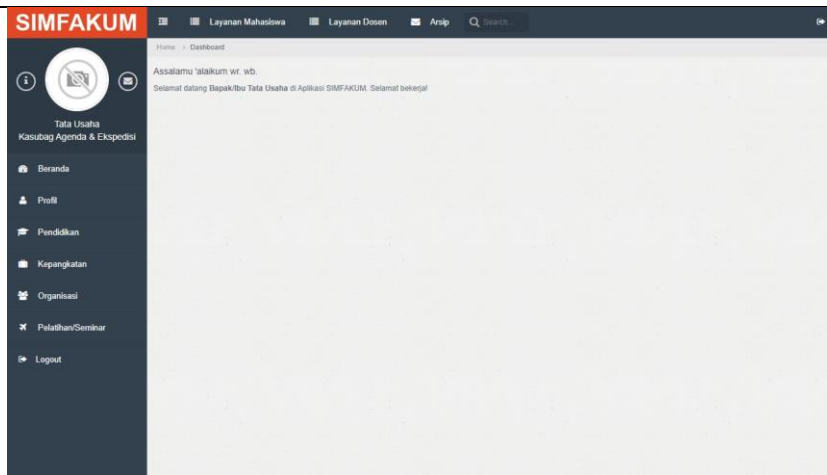 SIMFAKUM
Layanan Mahasiswa
Layanan Dosen
Arsip
Search...
Home > Dashboard
Assalamu 'alaikum wr. wb.
Selamat datang Bapak/Ibu Tata Usaha di Aplikasi SIMFAKUM. Selamat bekerja!
Tata Usaha
Kasubag Agenda & Ekspedisi
Beranda
Profil
Pendidikan
Kepangkatan
Organisasi
Pelatihan/Seminar
Logout